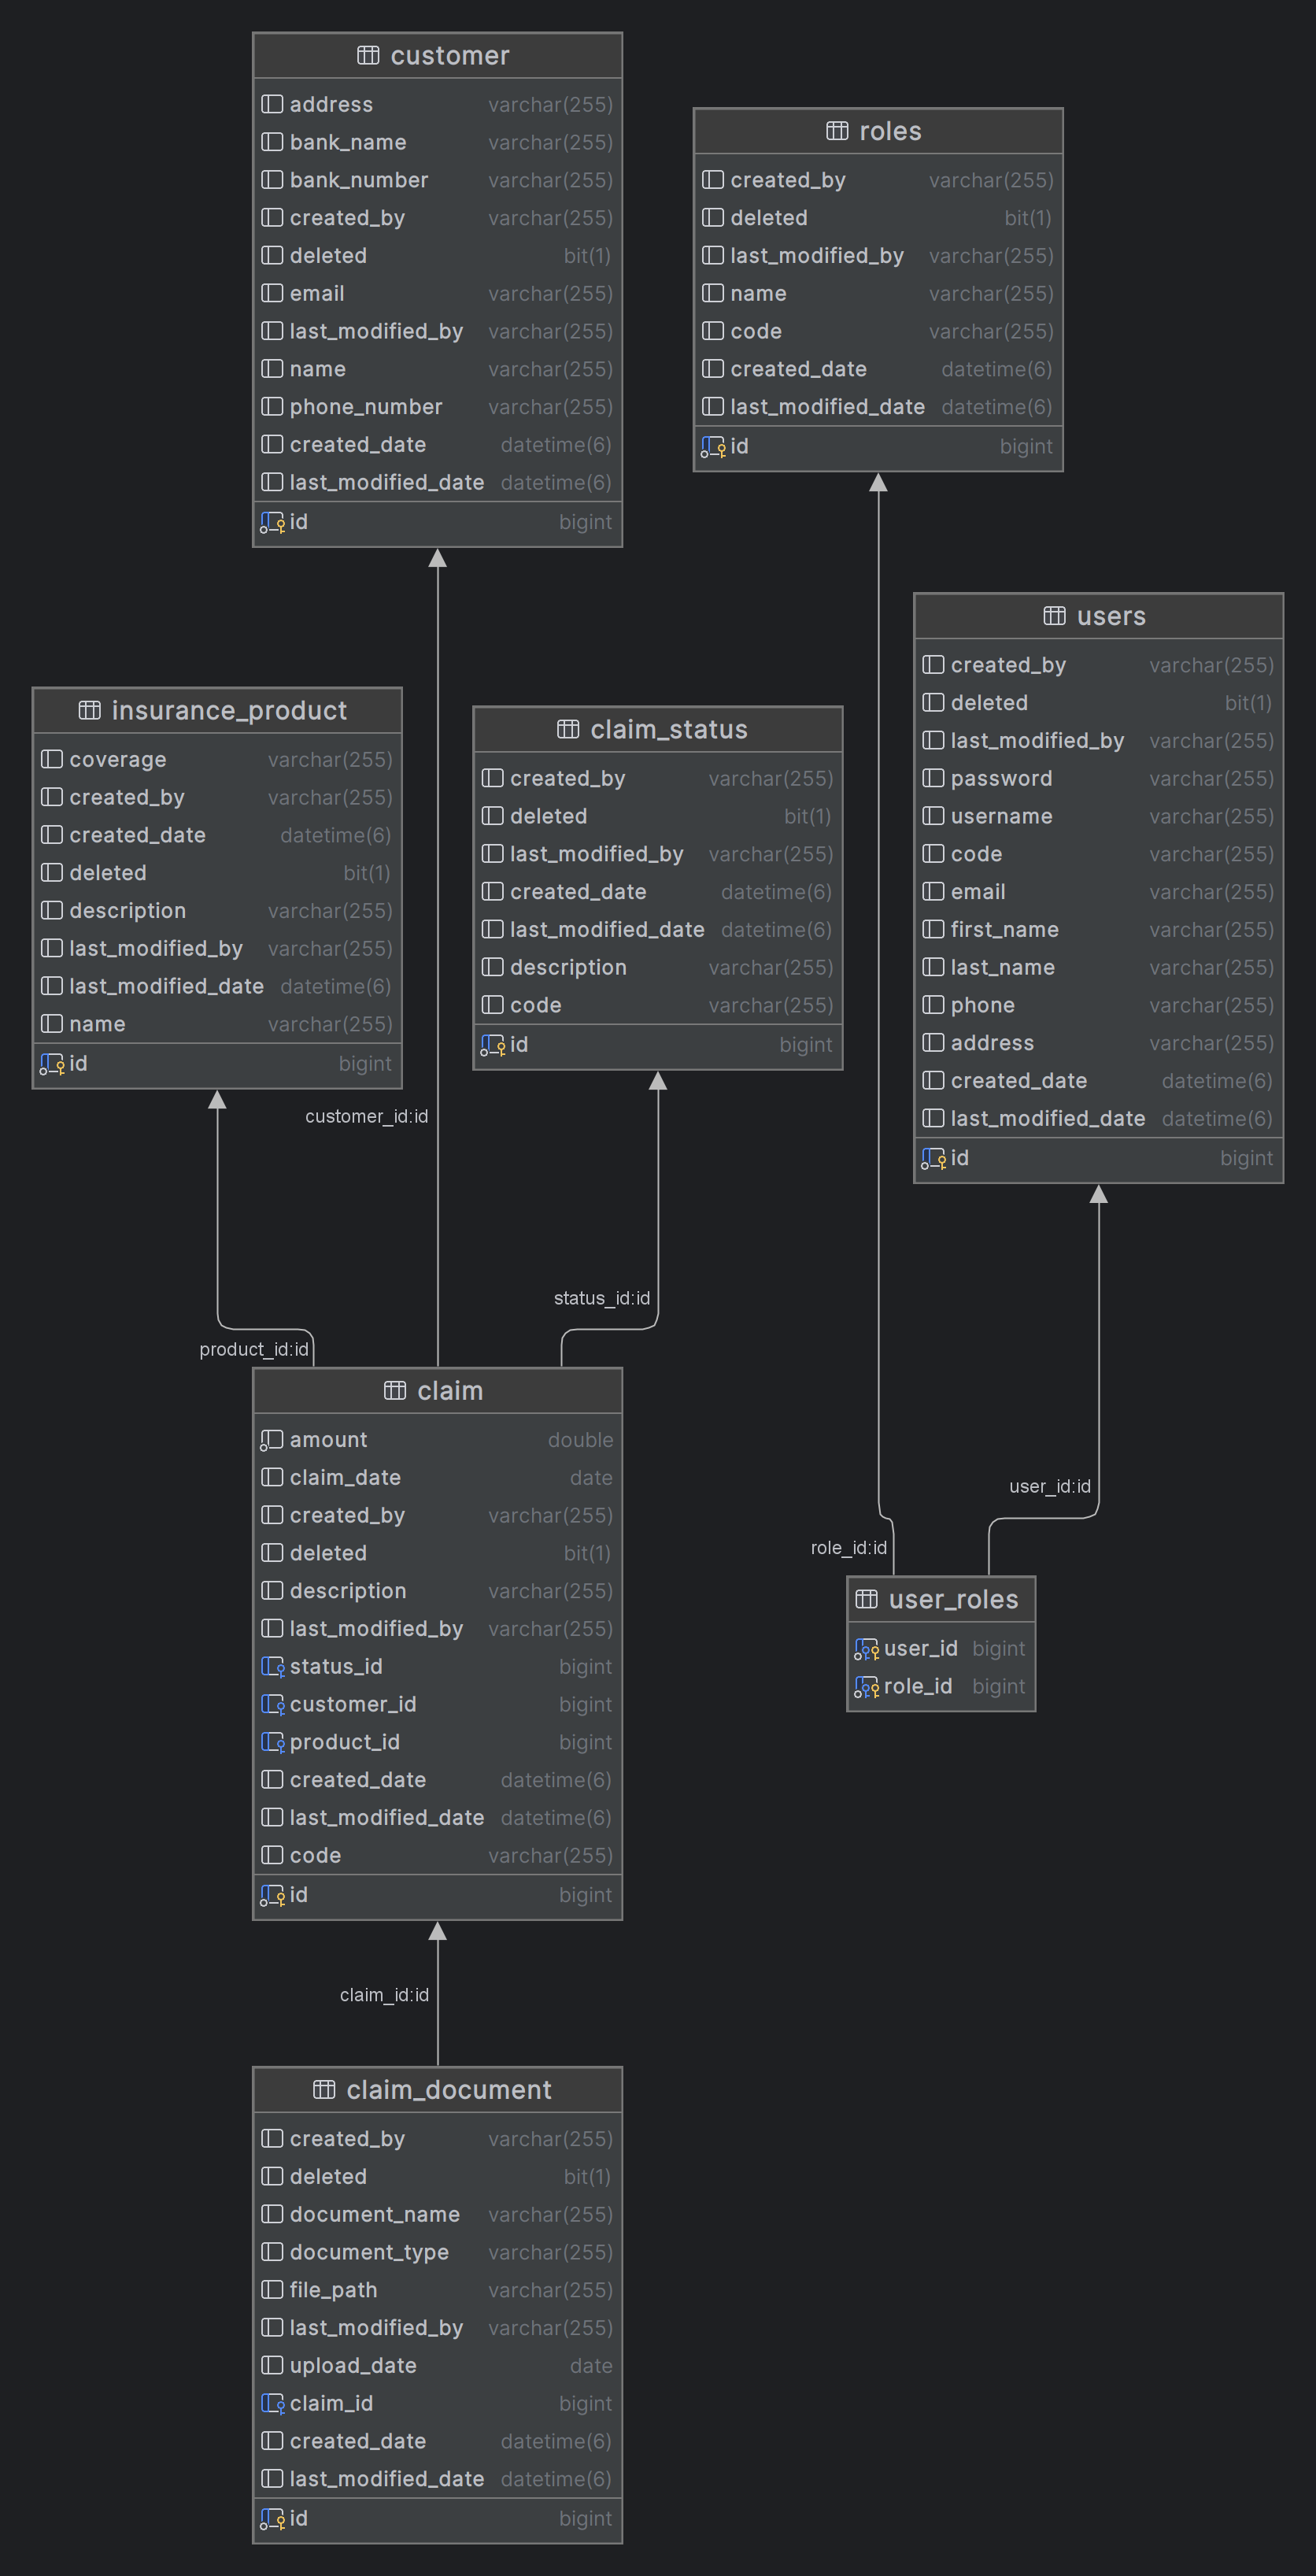 customer
address varchar(255)
bank_name varchar(255)
bank_number varchar(255)
created_by varchar(255)
deleted bit(1)
email varchar(255)
last_modified_by varchar(255)
name varchar(255)
phone_number varchar(255)
created_date datetime(6)
last_modified_date datetime(6)
id bigint
roles
created_by varchar(255)
deleted bit(1)
last_modified_by varchar(255)
name varchar(255)
code varchar(255)
created_date datetime(6)
last_modified_date datetime(6)
id bigint
users
created_by varchar(255)
deleted bit(1)
last_modified_by varchar(255)
password varchar(255)
username varchar(255)
code varchar(255)
email varchar(255)
first_name varchar(255)
last_name varchar(255)
phone varchar(255)
address varchar(255)
created_date datetime(6)
last_modified_date datetime(6)
id bigint
insurance_product
coverage varchar(255)
created_by varchar(255)
created_date datetime(6)
deleted bit(1)
description varchar(255)
last_modified_by varchar(255)
last_modified_date datetime(6)
name varchar(255)
id bigint
claim_status
created_by varchar(255)
deleted bit(1)
last_modified_by varchar(255)
created_date datetime(6)
last_modified_date datetime(6)
description varchar(255)
code varchar(255)
id bigint
customer_id:id
status_id:id
product_id:id
claim
amount double
claim_date date
created_by varchar(255)
deleted bit(1)
description varchar(255)
last_modified_by varchar(255)
status_id bigint
customer_id bigint
product_id bigint
created_date datetime(6)
last_modified_date datetime(6)
code varchar(255)
id bigint
user_id:id
role_id:id
user_roles
user_id bigint
role_id bigint
claim_id:id
claim_document
created_by varchar(255)
deleted bit(1)
document_name varchar(255)
document_type varchar(255)
file_path varchar(255)
last_modified_by varchar(255)
upload_date date
claim_id bigint
created_date datetime(6)
last_modified_date datetime(6)
id bigint